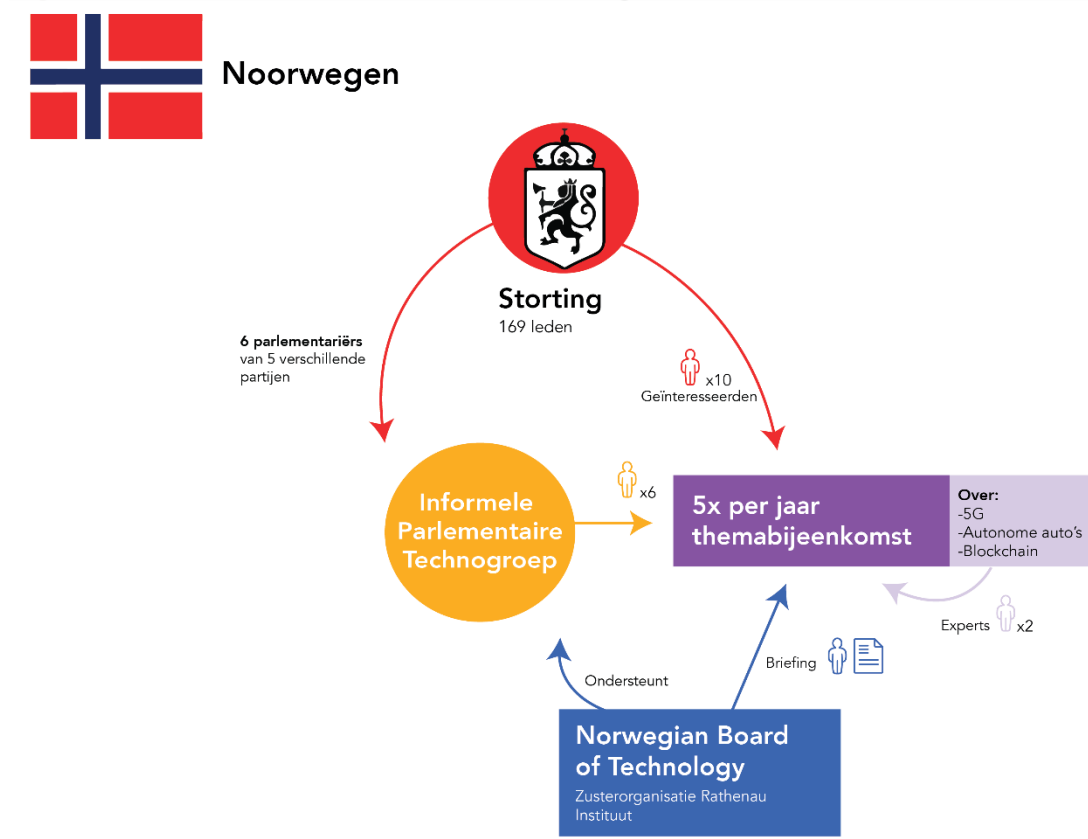 Noorwegen
Storting
169 leden
6 parlementariërs
van 5 verschillende
partijen
x10
Geïnteresseerden
Informele
Parlementaire
Technogroep
x6
5x per jaar
themabijeenkomst
Over:
-5G
-Autonome auto's
-Blockchain
Experts x2
Briefing
Ondersteunt
Norwegian Board
of Technology
Zusterorganisatie Rathenau
Instituut